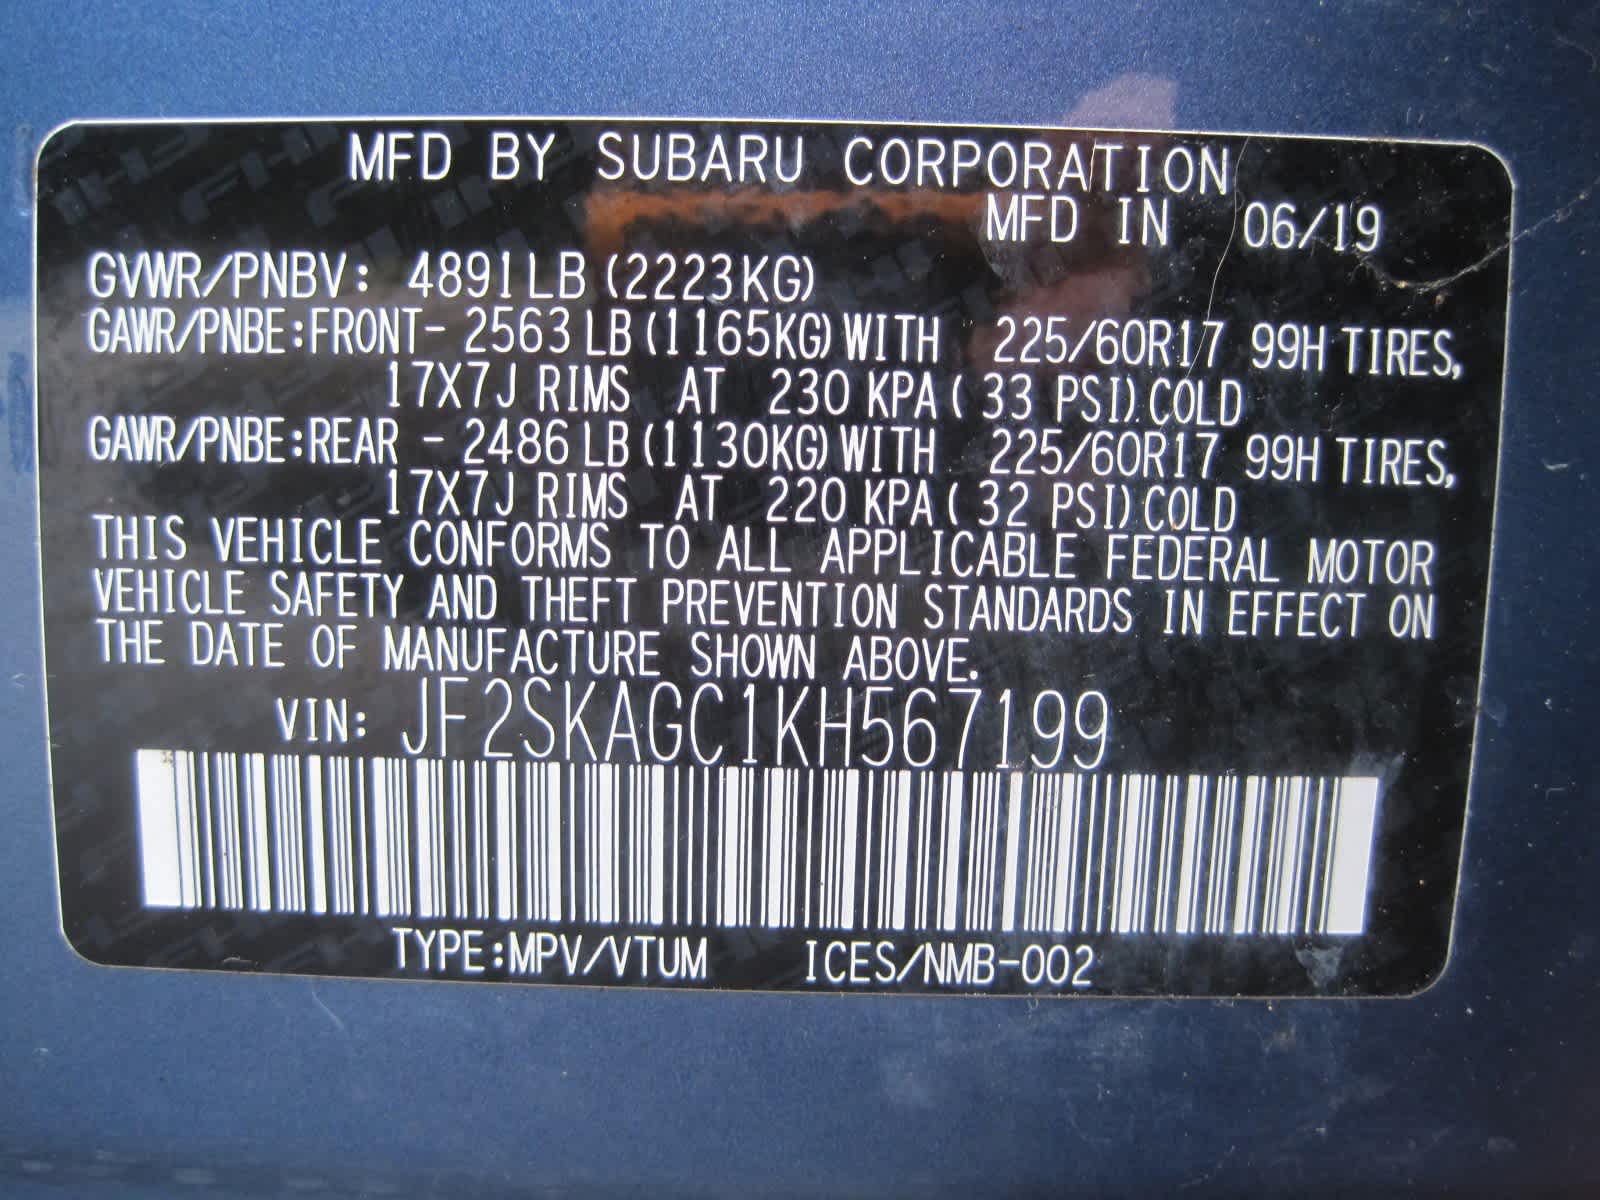 MFD BY SUBARU CORPORATION
MFD IN 06/19
GVWR/PNBV: 4891LB (2223KG)
GAWR/PNBE:FRONT- 2563 LB (1165KG) WITH 225/60R17 99H TIRES,
17X7J RIMS AT 230 KPA ( 33 PSI) COLD
GAWR/PNBE:REAR - 2486 LB (1130KG) WITH 225/60R17 99H TIRES,
17X7J RIMS AT 220 KPA ( 32 PSI) COLD
THIS VEHICLE CONFORMS TO ALL APPLICABLE FEDERAL MOTOR
VEHICLE SAFETY AND THEFT PREVENTION STANDARDS IN EFFECT ON
THE DATE OF MANUFACTURE SHOWN ABOVE.
VIN: JF2SKAGC1KH567199
TYPE:MPV/VTUM ICES/NMB-002